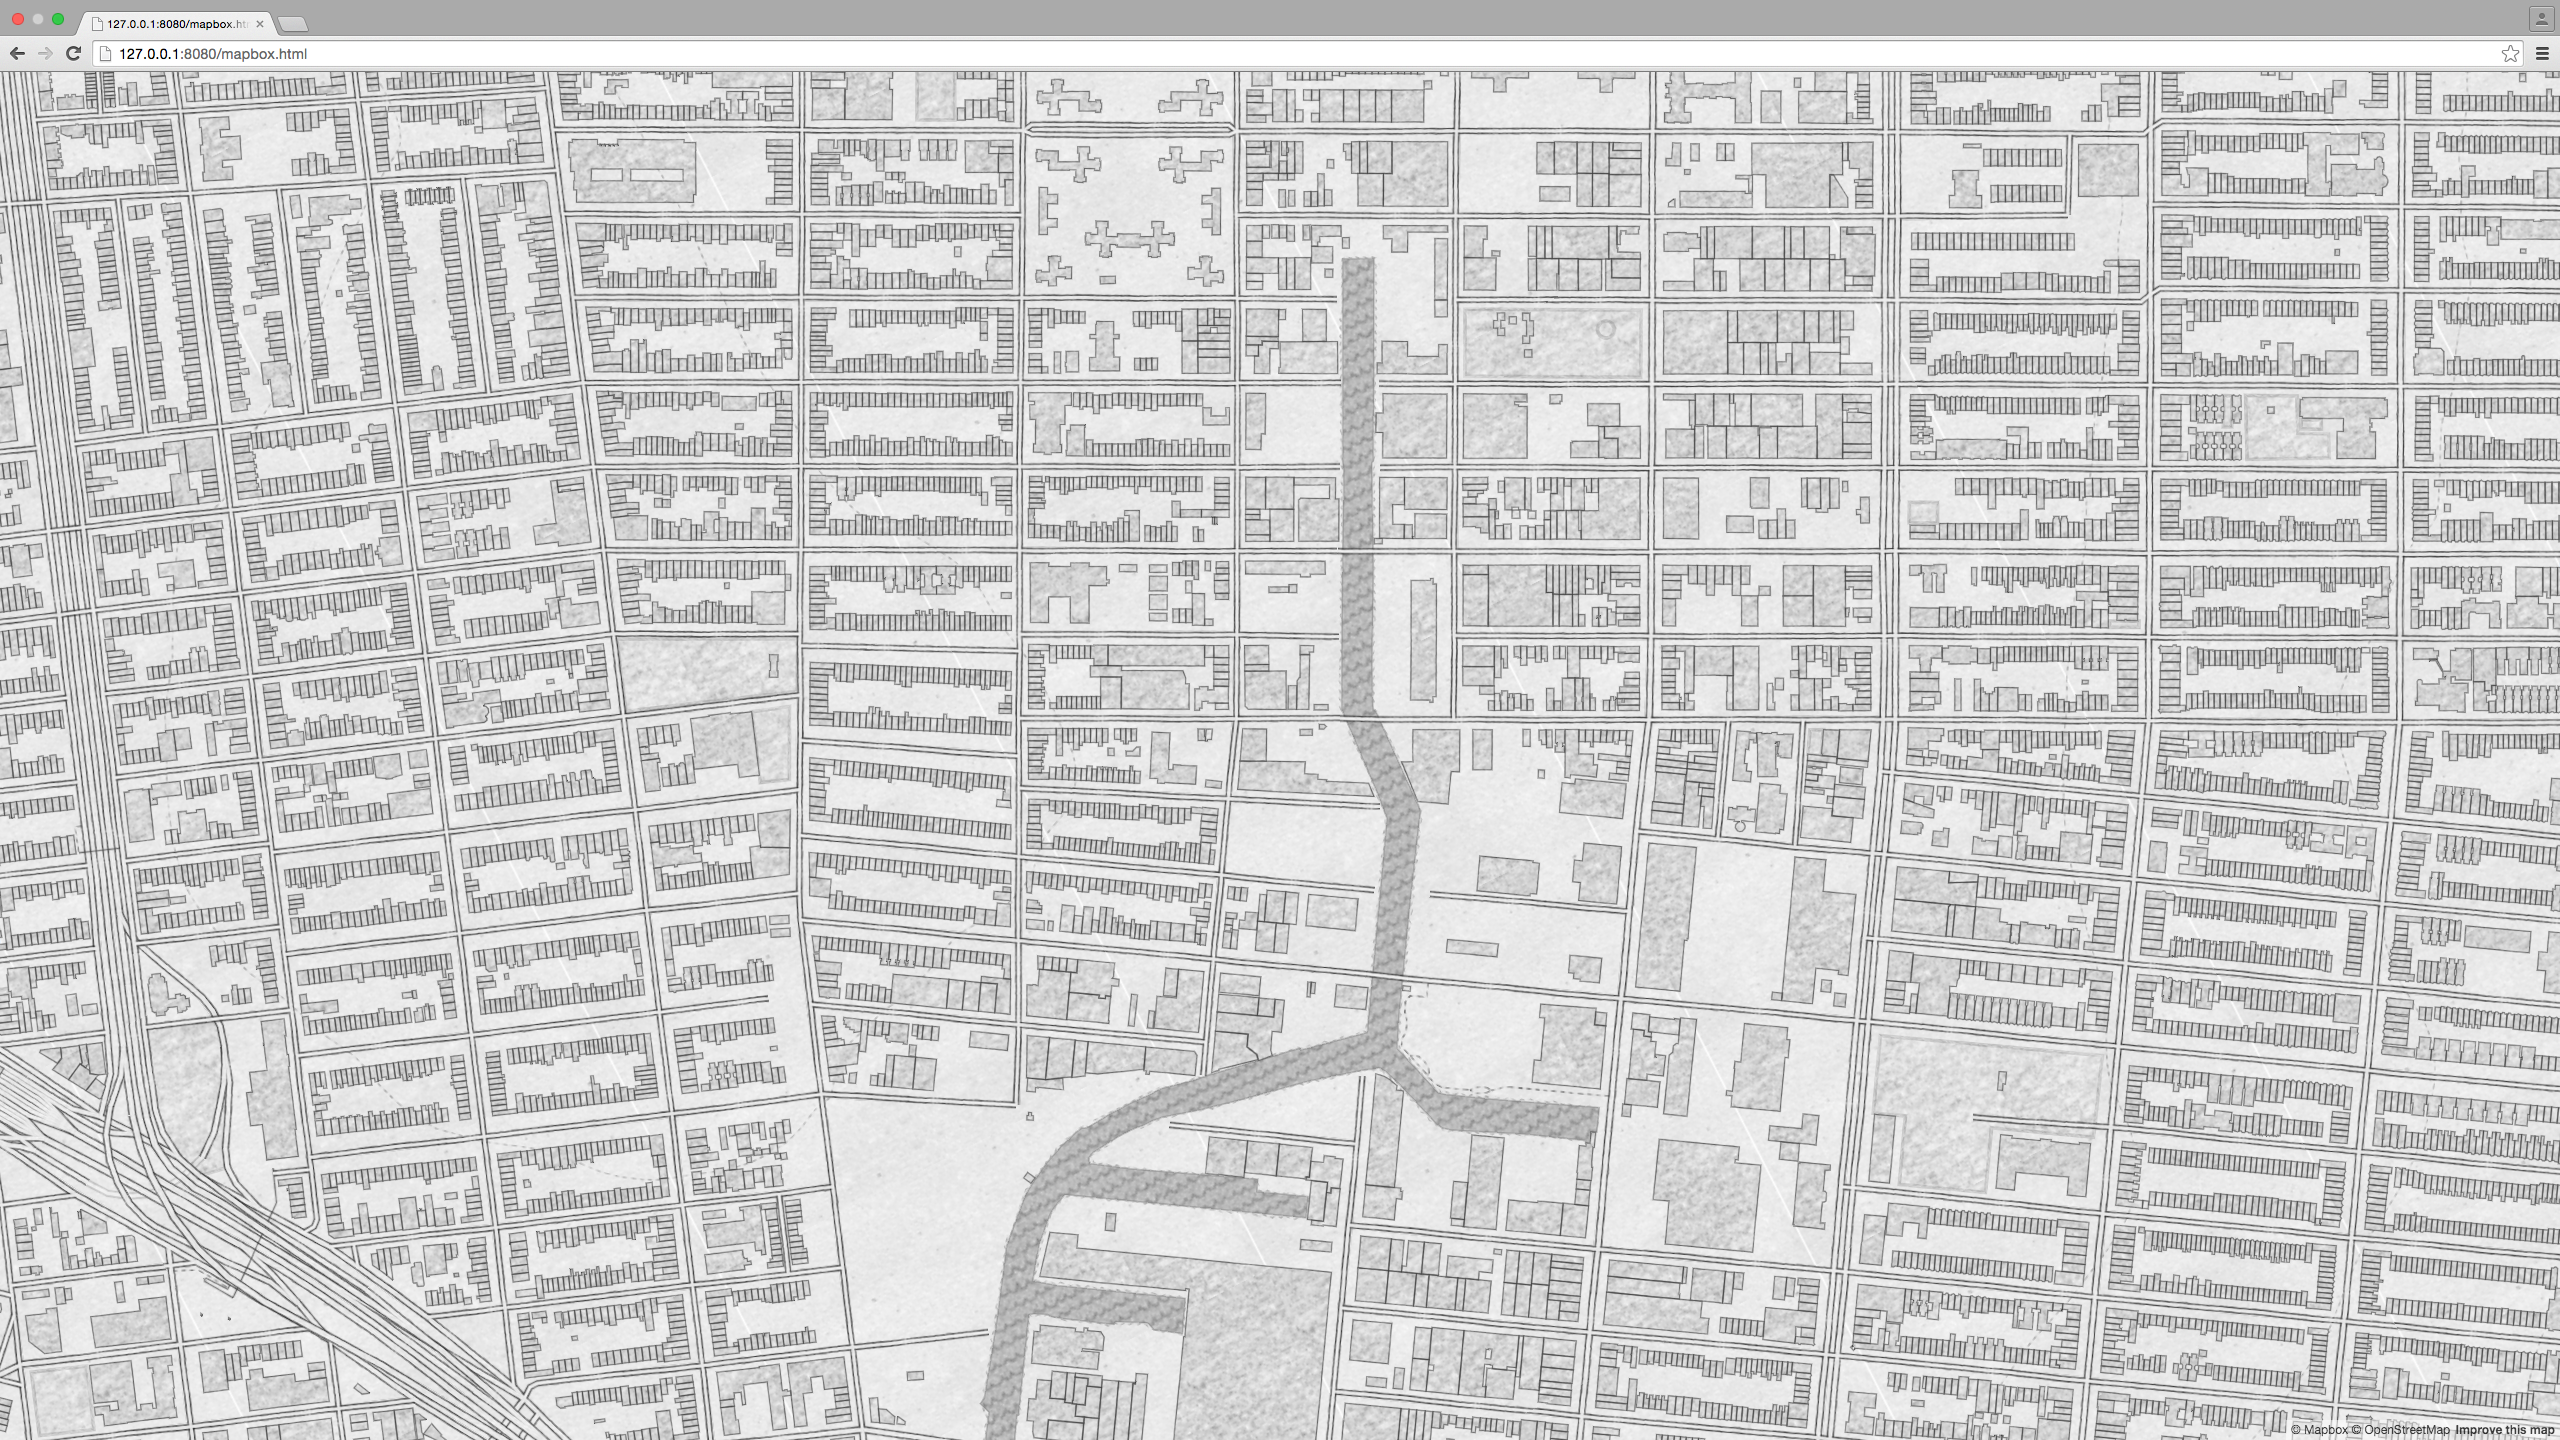 127.0.0.1:8080/mapbox.ht
127.0.0.1:8080/mapbox.html
© Mapbox © OpenStreetMap Improve this map